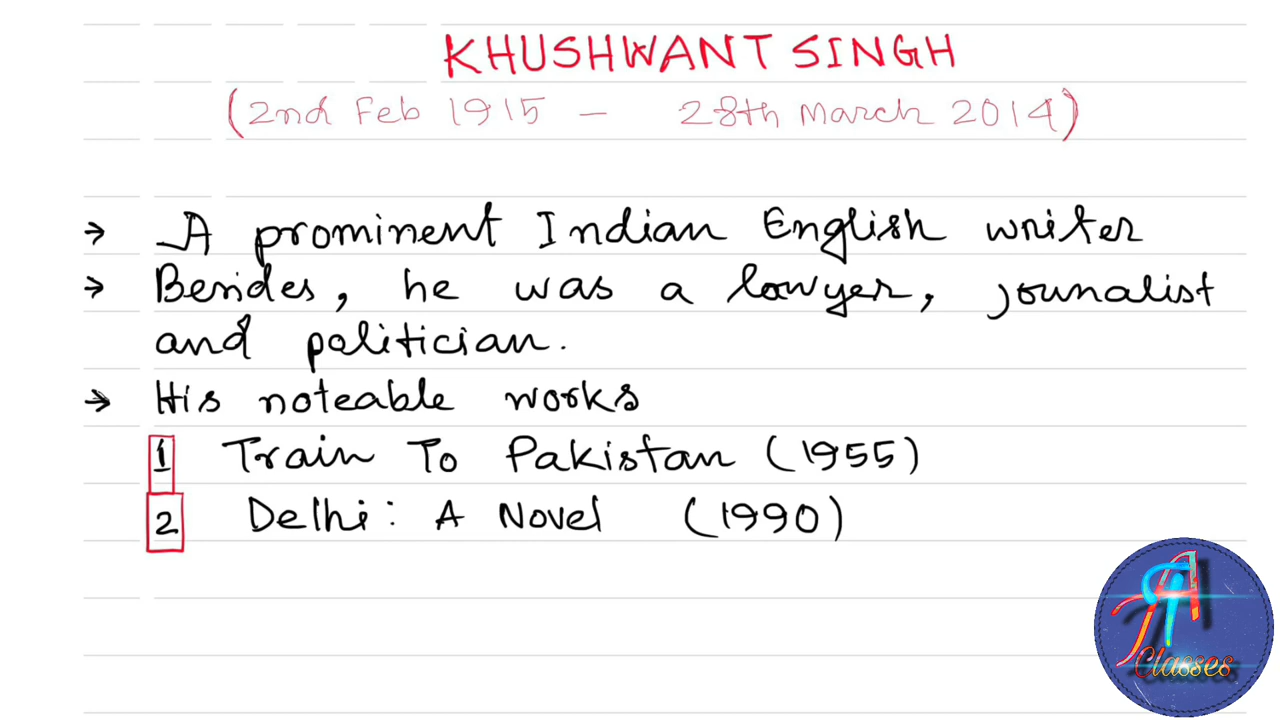 KHUSHWANT SINGH
(2nd Feb 1915 - 28th March 2014)
→ A prominent Indian English writer
→ Besides, he was a lawyer, jounalist
and politician.
→ His noteable works
1 Train To Pakistan (1955)
2 Delhi: A Novel (1990)
Classes